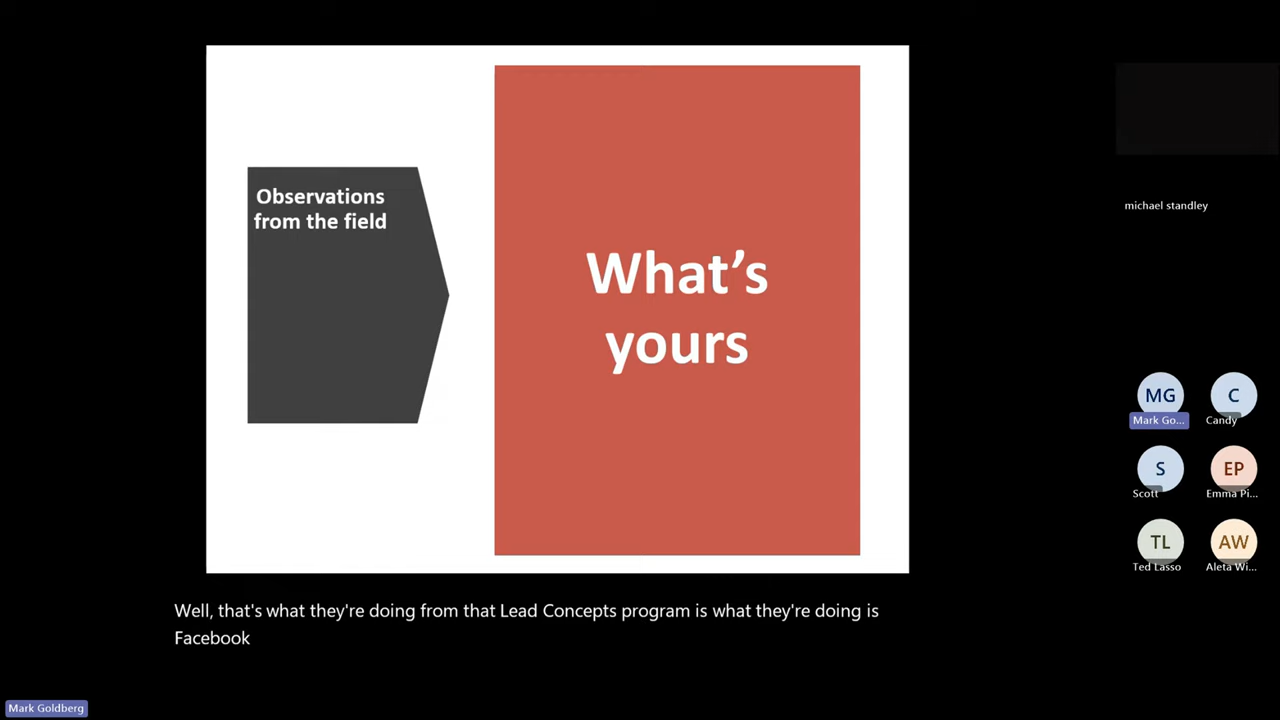 Observations
from the field
What's
yours
michael standley
MG
Mark Go...
C
Candy
S
Scott
EP
Emma Pi...
TL
Ted Lasso
AW
Aleta Wi...
Well, that's what they're doing from that Lead Concepts program is what they're doing is
Facebook
Mark Goldberg